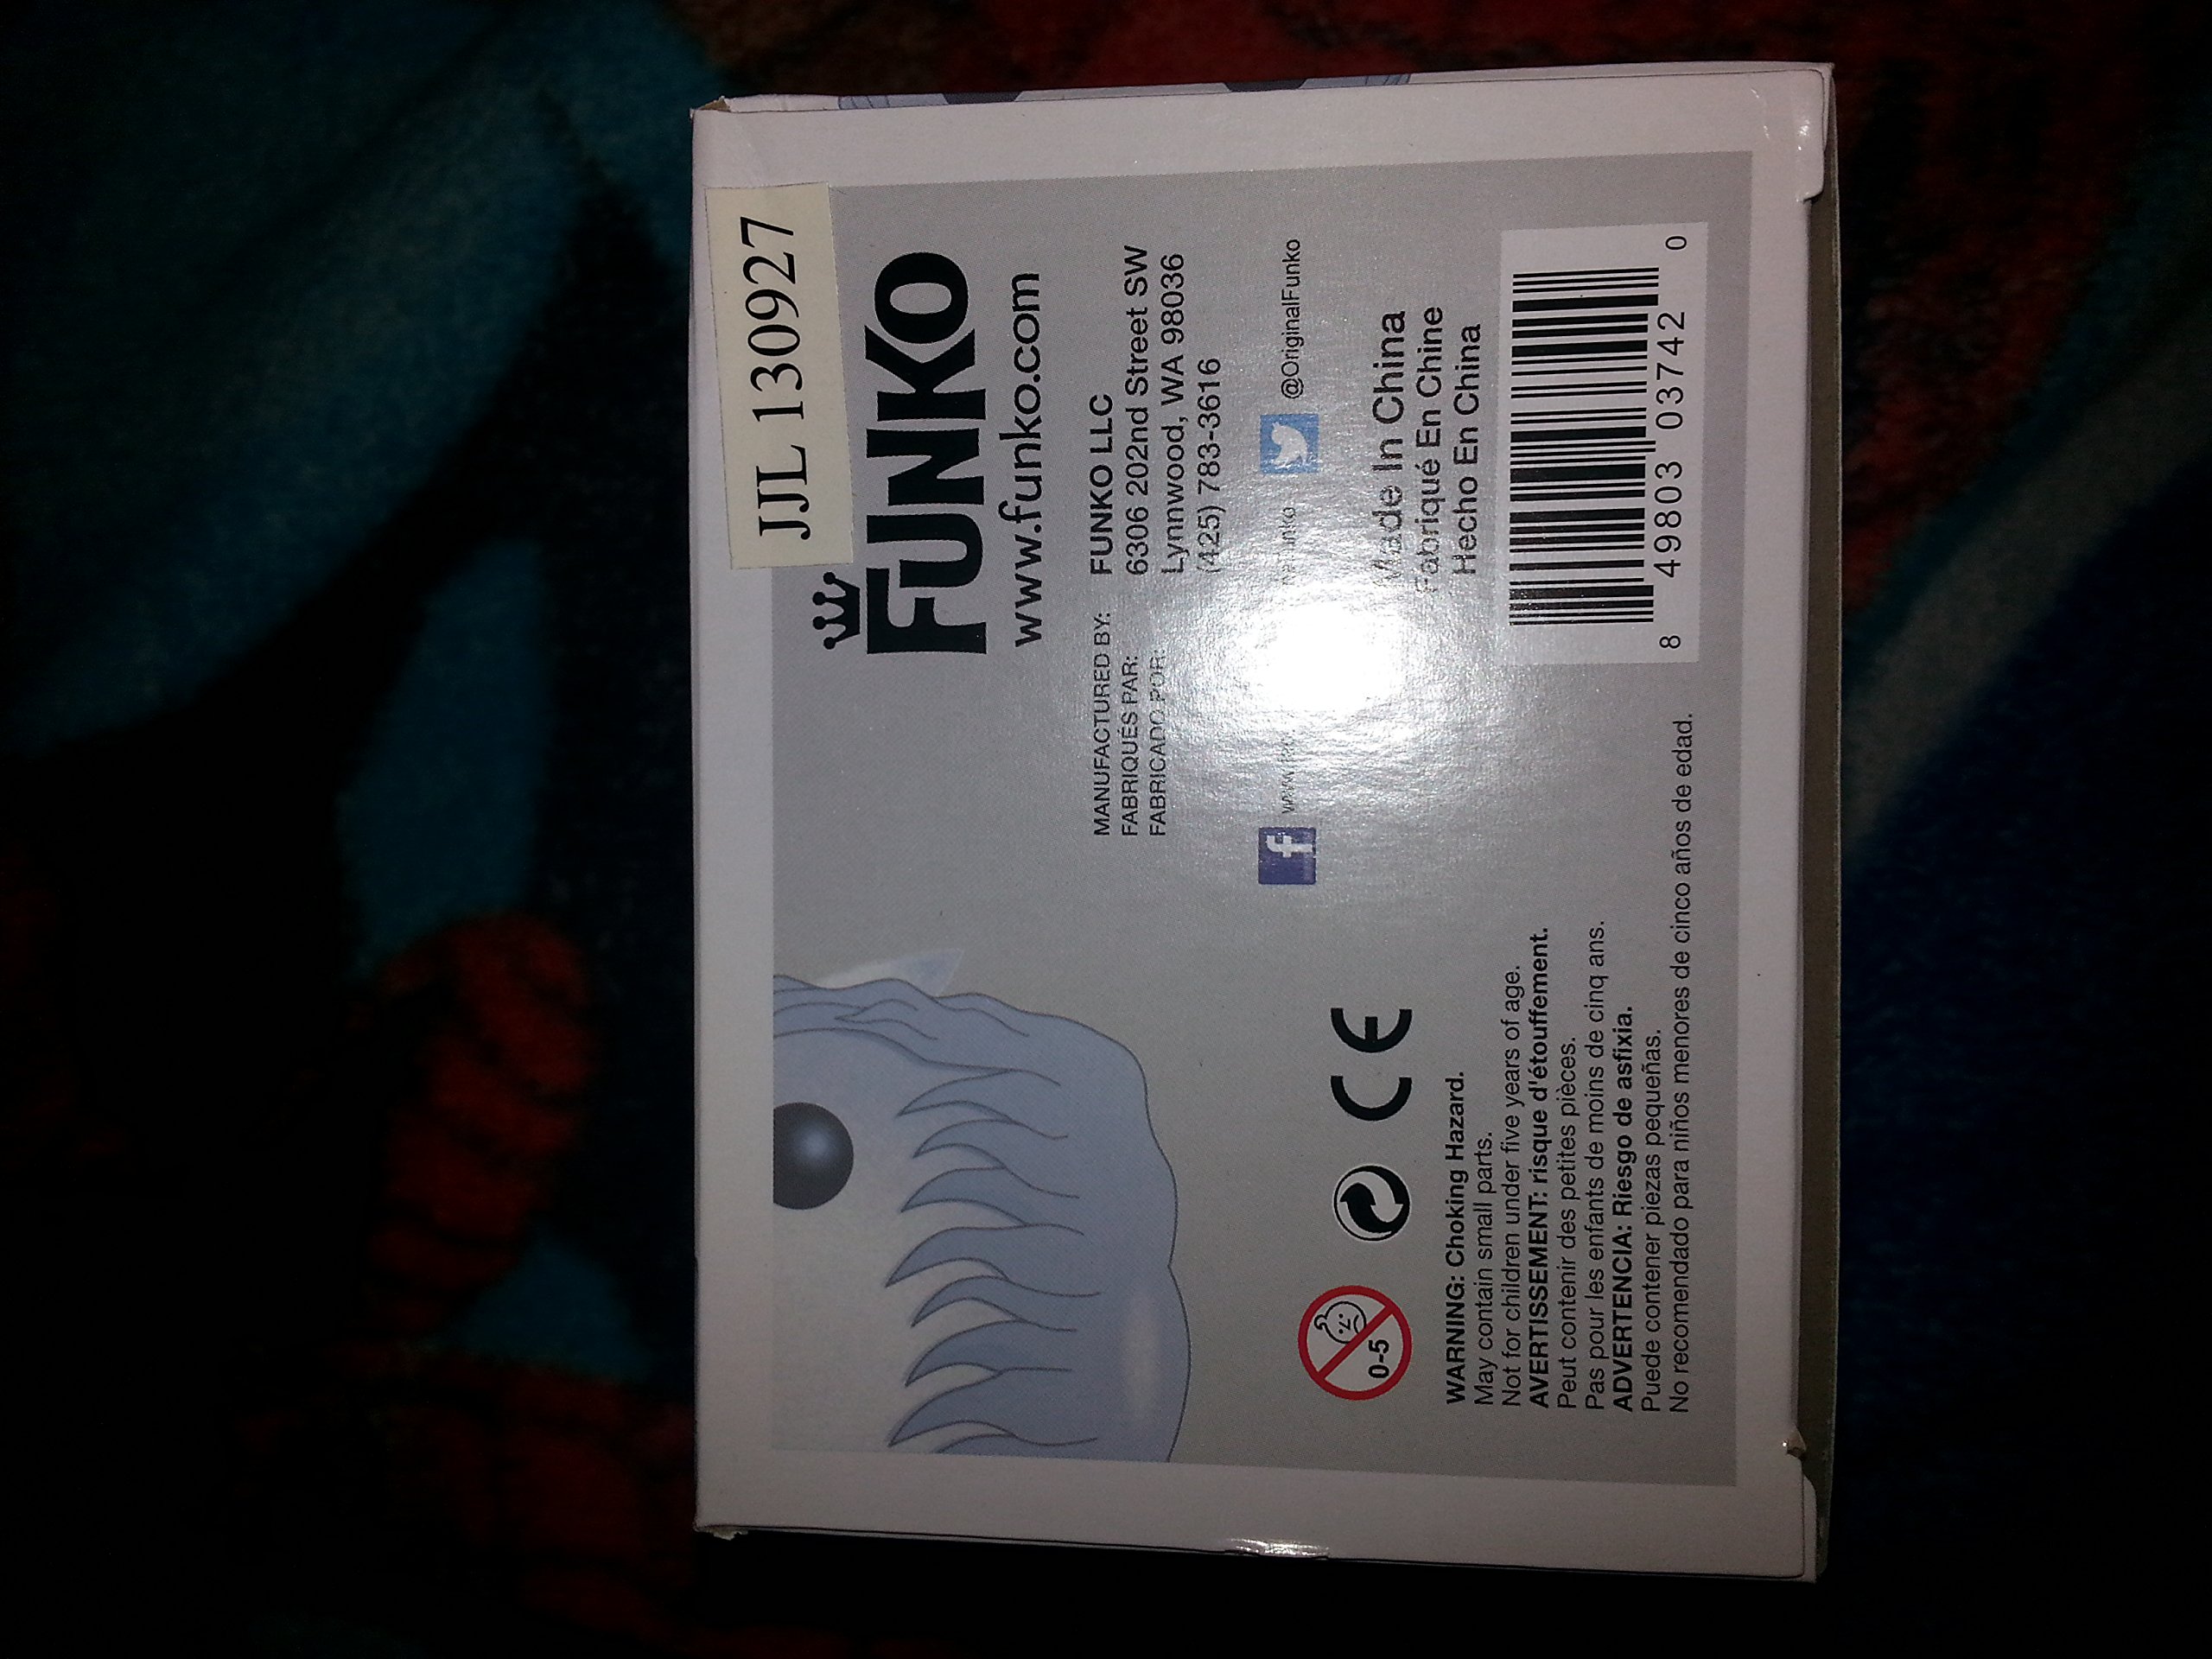 JJL 130927
FUNKO
www.funko.com
MANUFACTURED BY:
FABRIQUÉS PAR:
FABRICADO POR:
FUNKO LLC
6306 202nd Street SW
Lynnwood, WA 98036
(425) 783-3616
f
@OriginalFunko
Made In China
Fabriqué En Chine
Hecho En China
8 49803 03742 0
0-5
CE
WARNING: Choking Hazard.
May contain small parts.
Not for children under five years of age.
AVERTISSEMENT: risque d'étouffement.
Peut contenir des petites pièces.
Pas pour les enfants de moins de cinq ans.
ADVERTENCIA: Riesgo de asfixia.
Puede contener piezas pequeñas.
No recomendado para niños menores de cinco años de edad.